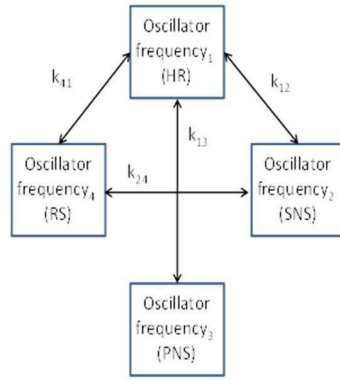 Oscillator
frequency₁
(HR)
k₄₁
k₁₂
k₁₃
Oscillator
frequency₄
(RS)
k₂₄
Oscillator
frequency₂
(SNS)
Oscillator
frequency₃
(PNS)